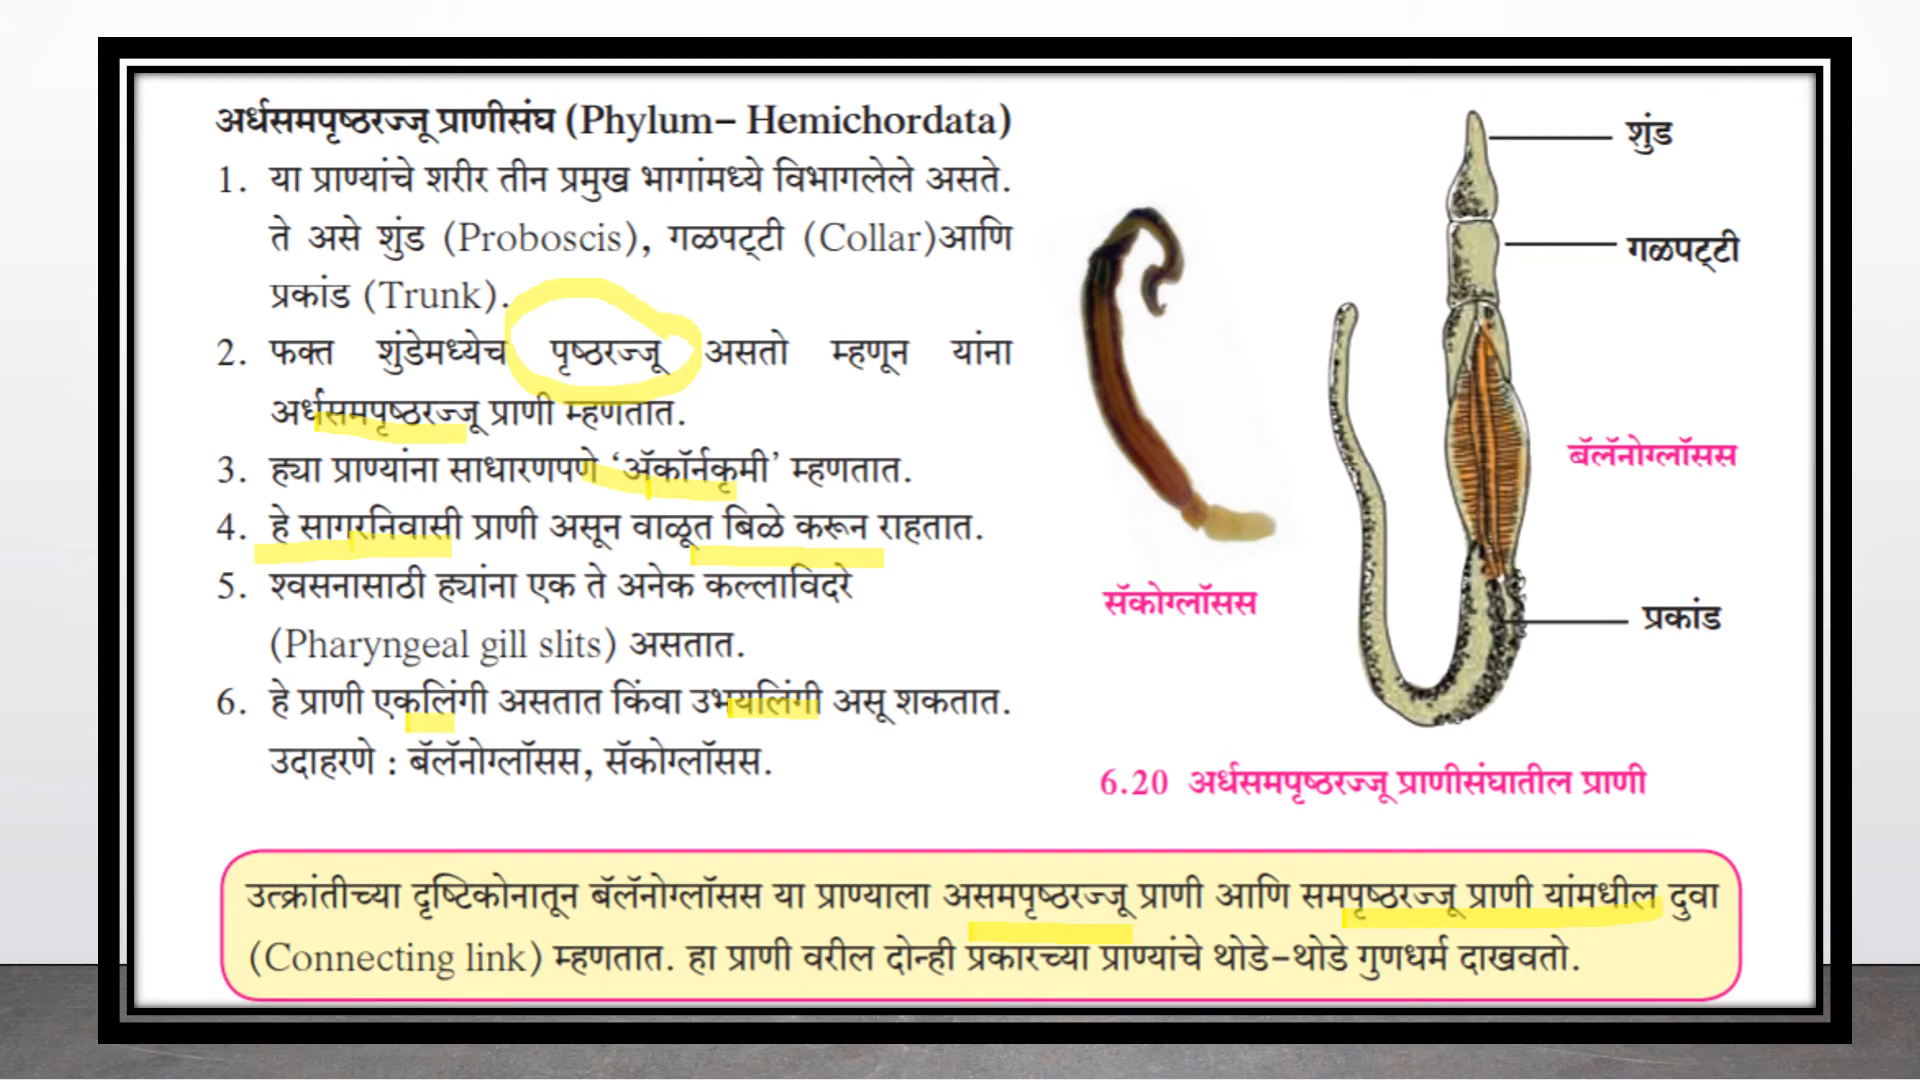 अर्धसमपृष्ठरज्जू प्राणीसंघ (Phylum– Hemichordata)
1. या प्राण्यांचे शरीर तीन प्रमुख भागांमध्ये विभागलेले असते.
ते असे शुंड (Proboscis), गळपट्टी (Collar)आणि
प्रकांड (Trunk).
2. फक्त शुंडेमध्येच पृष्ठरज्जू असतो म्हणून यांना
अर्धसमपृष्ठरज्जू प्राणी म्हणतात.
3. ह्या प्राण्यांना साधारणपणे ‘ॲकॉर्नकृमी’ म्हणतात.
4. हे सागरनिवासी प्राणी असून वाळूत बिळे करून राहतात.
5. श्वसनासाठी ह्यांना एक ते अनेक कल्लाविदरे
(Pharyngeal gill slits) असतात.
6. हे प्राणी एकलिंगी असतात किंवा उभयलिंगी असू शकतात.
उदाहरणे : बॅलॅनोग्लॉसस, सॅकोग्लॉसस.
शुंड
गळपट्टी
बॅलॅनोग्लॉसस
सॅकोग्लॉसस
प्रकांड
6.20 अर्धसमपृष्ठरज्जू प्राणीसंघातील प्राणी
उत्क्रांतीच्या दृष्टिकोनातून बॅलॅनोग्लॉसस या प्राण्याला असमपृष्ठरज्जू प्राणी आणि समपृष्ठरज्जू प्राणी यांमधील दुवा
(Connecting link) म्हणतात. हा प्राणी वरील दोन्ही प्रकारच्या प्राण्यांचे थोडे–थोडे गुणधर्म दाखवतो.